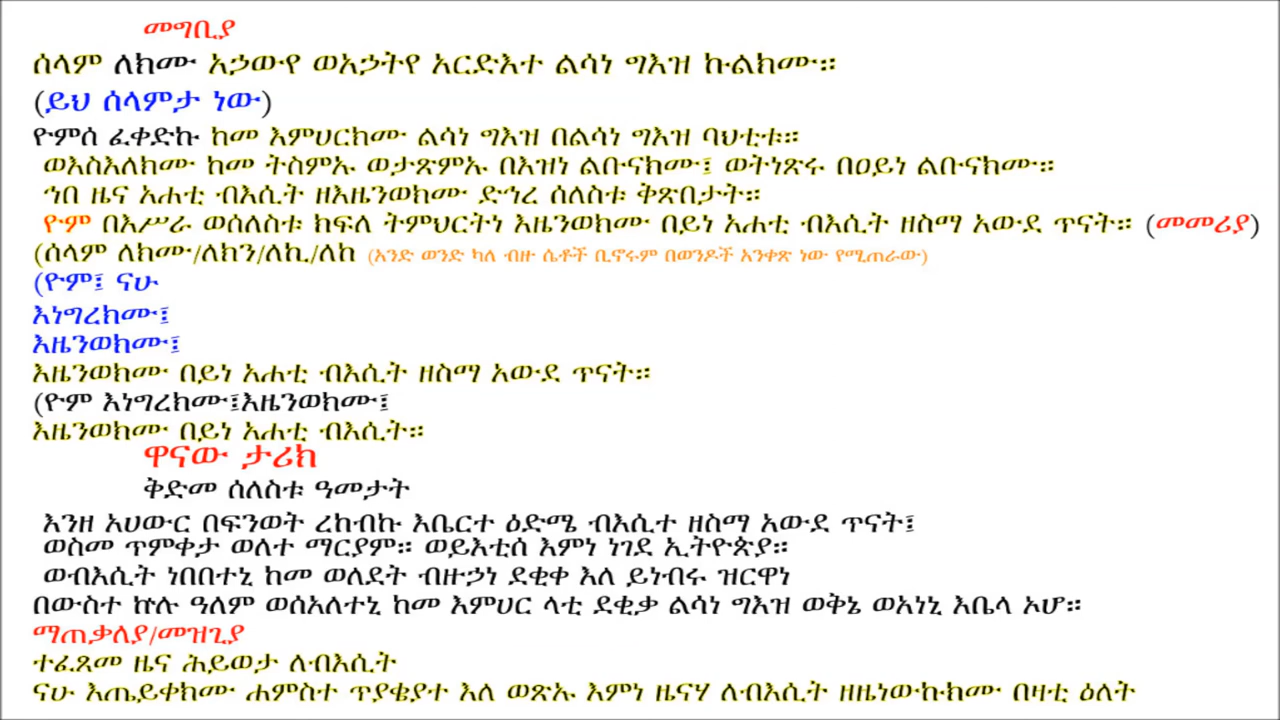 መግቢያ
ሰላም ለክሙ አኃውየ ወአኃትየ አርድእተ ልሳነ ግእዝ ኩልክሙ።
(ይህ ሰላምታ ነው)
ዮምሰ ፈቀድኩ ከመ እምሀርክሙ ልሳነ ግእዝ በልሳነ ግእዝ ባህቲቱ።
ወእስእለክሙ ከመ ትስምኡ ወታጽምኡ በእዝነ ልቡናክሙ፤ ወትነጽሩ በዐይነ ልቡናክሙ።
ኀበ ዜና አሐቲ ብእሲት ዘእዜንወክሙ ድኅረ ሰለስቱ ቅጽበታት።
ዮም በእሥራ ወሰለስቱ ክፍለ ትምህርትነ እዜንወክሙ በይነ አሐቲ ብእሲት ዘስማ አውደ ጥናት። (መመሪያ)
(ሰላም ለክሙ/ለክን/ለኪ/ለከ (አንድ ወንድ ካለ ብዙ ሴቶች ቢኖሩም በወንዶች አንቀጽ ነው የሚጠራው)
(ዮም፤ ናሁ
እነግረክሙ፤
እዜንወክሙ፤
እዜንወክሙ በይነ አሐቲ ብእሲት ዘስማ አውደ ጥናት።
(ዮም እነግረክሙ፤እዜንወክሙ፤
እዜንወክሙ በይነ አሐቲ ብእሲት።
ዋናው ታሪክ
ቅድመ ሰለስቱ ዓመታት
እንዘ አሀውር በፍንወት ረከብኩ እቤርተ ዕድሜ ብእሲተ ዘስማ አውደ ጥናት፤
ወስመ ጥምቀታ ወለተ ማርያም። ወይእቲሰ እምነ ነገደ ኢትዮጵያ።
ወብእሲት ነበበተኒ ከመ ወለደት ብዙኃነ ደቂቀ እለ ይነብሩ ዝርዋነ
በውስተ ኵሉ ዓለም ወሰአለተኒ ከመ እምሀር ላቲ ደቂቃ ልሳነ ግእዝ ወቅኔ ወአነኒ እቤላ ኦሆ።
ማጠቃለያ/መዝጊያ
ተፈጸመ ዜና ሕይወታ ለብእሲት
ናሁ እጤይቀክሙ ሐምስተ ጥያቄያተ እለ ወጽኡ እምነ ዜናሃ ለብእሲት ዘዜነውኩክሙ በዛቲ ዕለት